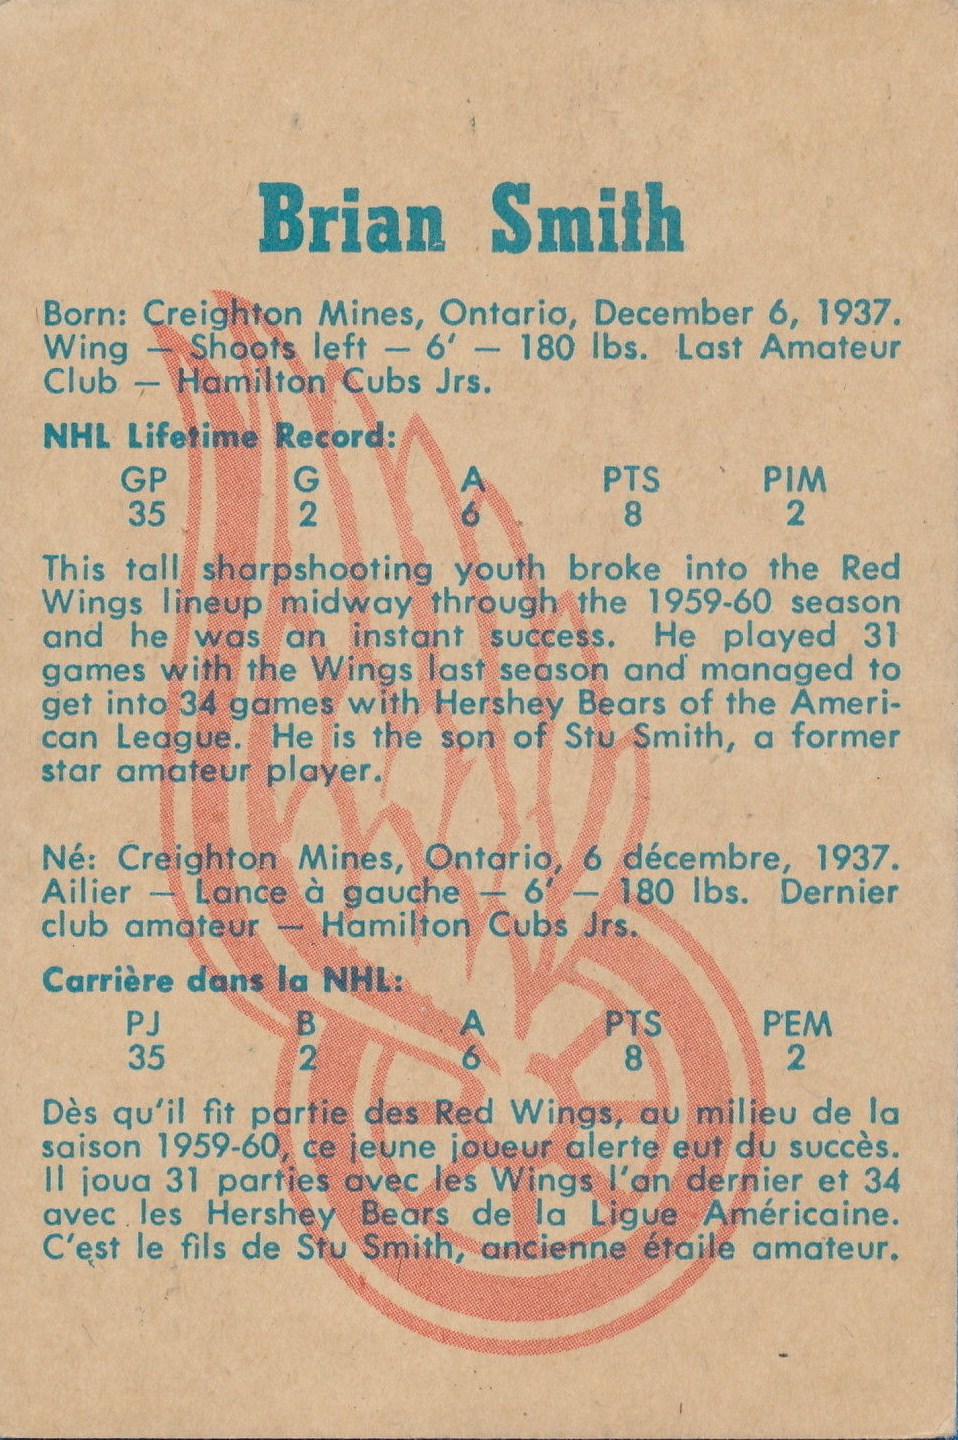 Brian Smith
Born: Creighton Mines, Ontario, December 6, 1937.
Wing — Shoots left — 6' — 180 lbs. Last Amateur
Club — Hamilton Cubs Jrs.
NHL Lifetime Record:
GP G A PTS PIM
35 2 6 8 2
This tall sharpshooting youth broke into the Red
Wings lineup midway through the 1959-60 season
and he was an instant success. He played 31
games with the Wings last season and managed to
get into 34 games with Hershey Bears of the Ameri-
can League. He is the son of Stu Smith, a former
star amateur player.
Né: Creighton Mines, Ontario, 6 décembre, 1937.
Ailier — Lance à gauche — 6' — 180 lbs. Dernier
club amateur — Hamilton Cubs Jrs.
Carrière dans la NHL:
PJ B A PTS PEM
35 2 6 8 2
Dès qu'il fit partie des Red Wings, au milieu de la
saison 1959-60, ce jeune joueur alerte eut du succès.
Il joua 31 parties avec les Wings l'an dernier et 34
avec les Hershey Bears de la Ligue Américaine.
C'est le fils de Stu Smith, ancienne étaile amateur.